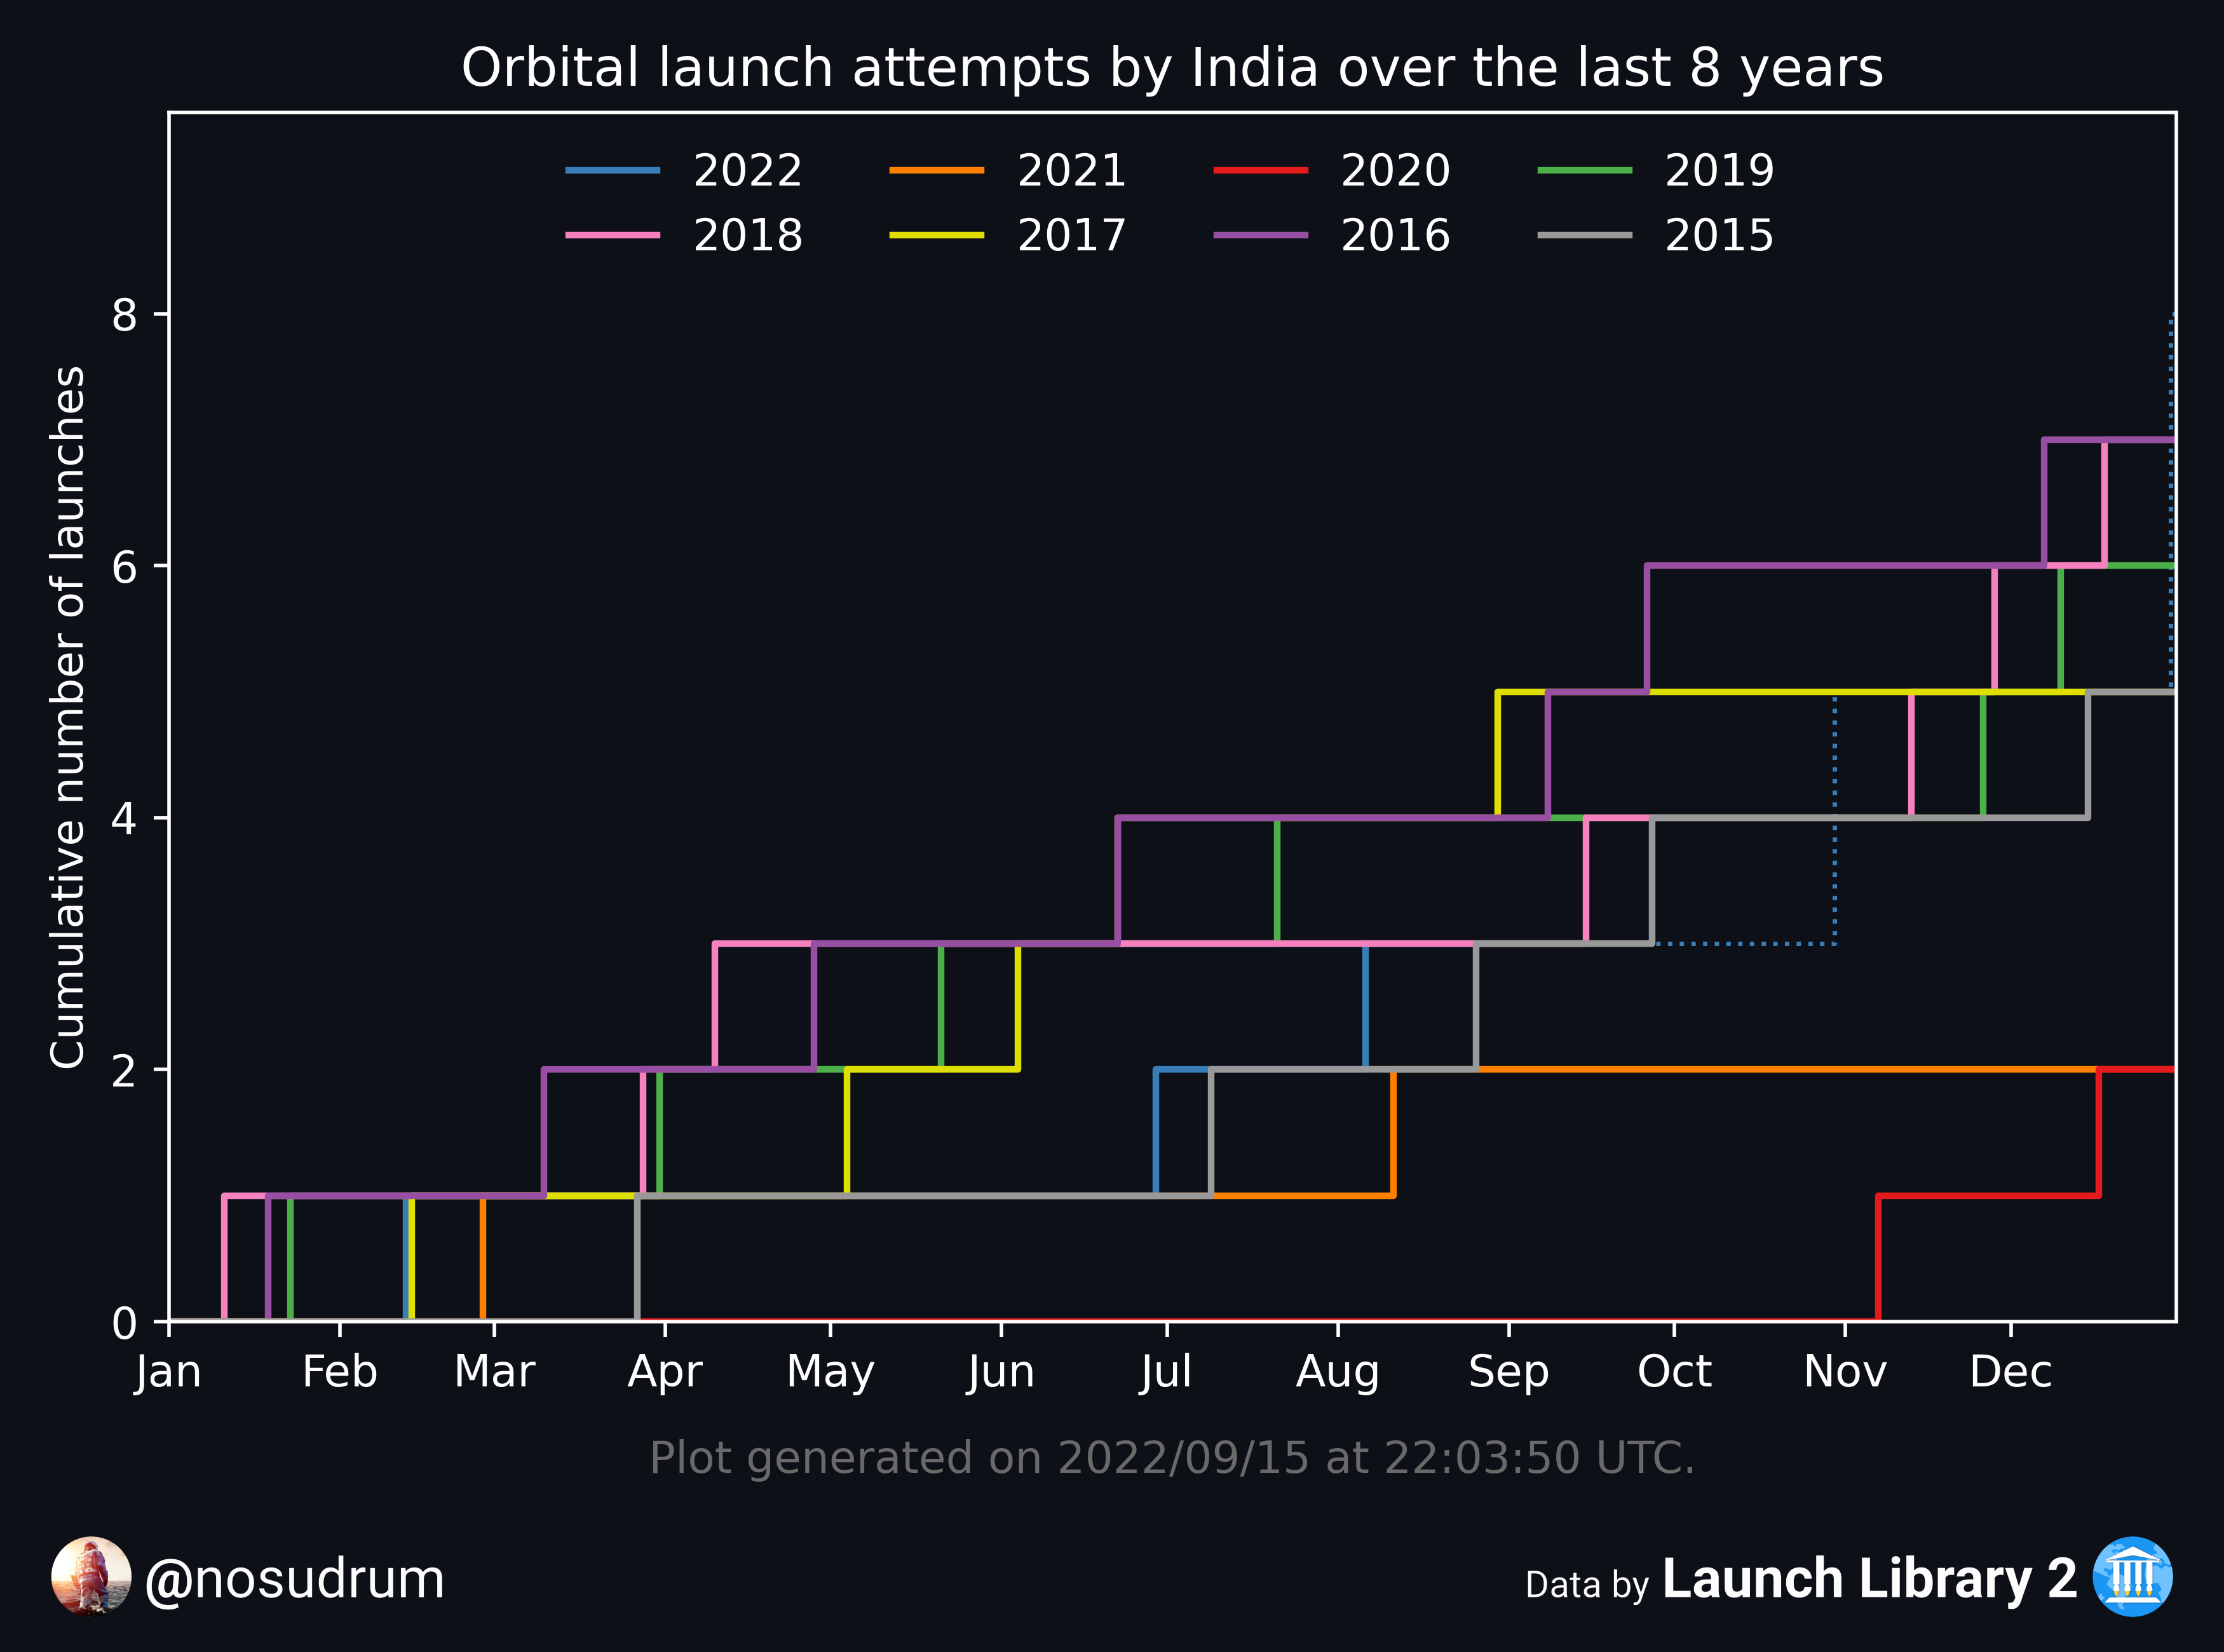 Orbital launch attempts by India over the last 8 years
2022 2021 2020 2019
2018 2017 2016 2015
Cumulative number of launches
8
6
4
2
0
Jan Feb Mar Apr May Jun Jul Aug Sep Oct Nov Dec
Plot generated on 2022/09/15 at 22:03:50 UTC.
@nosudrum
Data by Launch Library 2